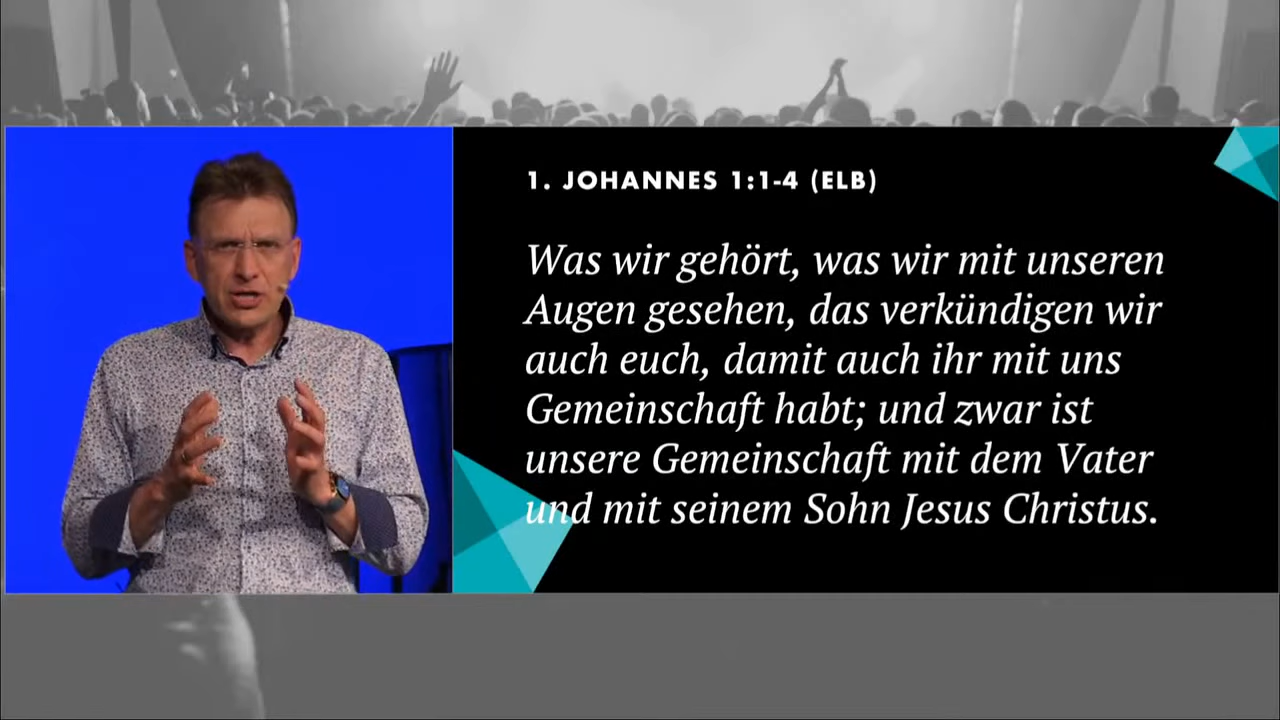 1. JOHANNES 1:1-4 (ELB)
Was wir gehört, was wir mit unseren
Augen gesehen, das verkündigen wir
auch euch, damit auch ihr mit uns
Gemeinschaft habt; und zwar ist
unsere Gemeinschaft mit dem Vater
und mit seinem Sohn Jesus Christus.